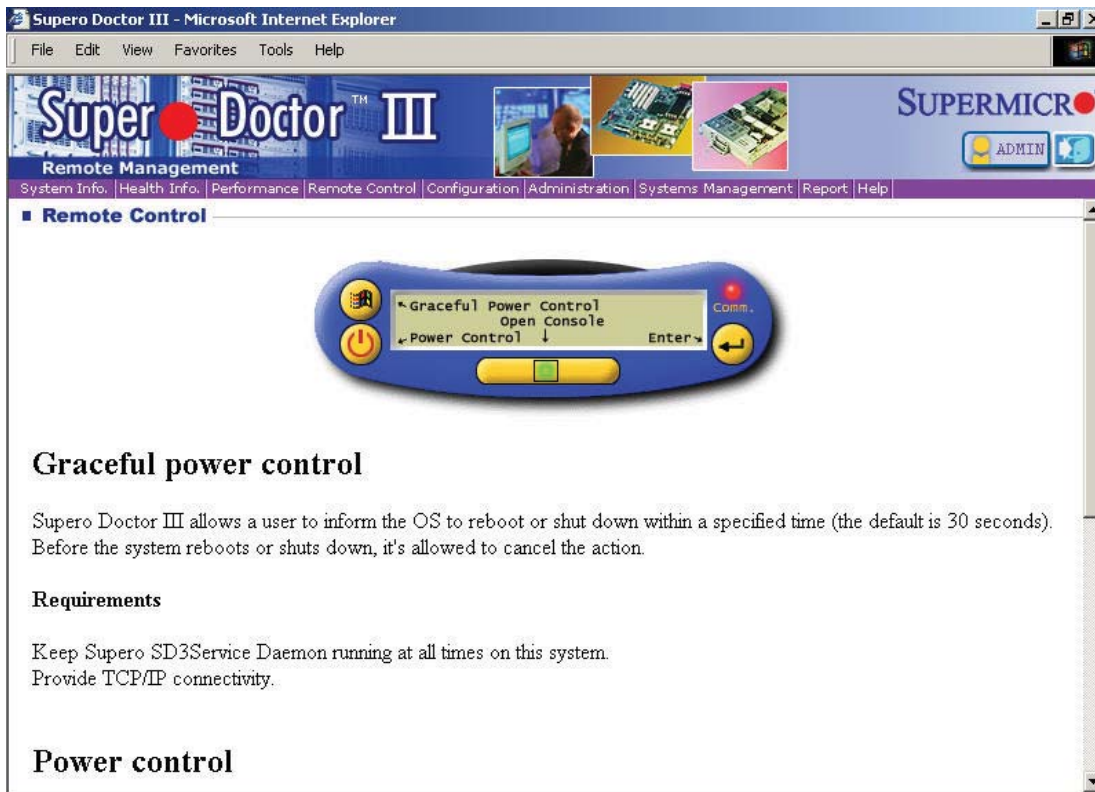 Supero Doctor III - Microsoft Internet Explorer
File Edit View Favorites Tools Help
Super Doctor™ III
Remote Management
SUPERMICRO
ADMIN
System Info. | Health Info. | Performance | Remote Control | Configuration | Administration | Systems Management | Report | Help
Remote Control
Graceful Power Control
Open Console
Power Control
Enter
Comm.
Graceful power control
Supero Doctor III allows a user to inform the OS to reboot or shut down within a specified time (the default is 30 seconds).
Before the system reboots or shuts down, it's allowed to cancel the action.
Requirements
Keep Supero SD3Service Daemon running at all times on this system.
Provide TCP/IP connectivity.
Power control